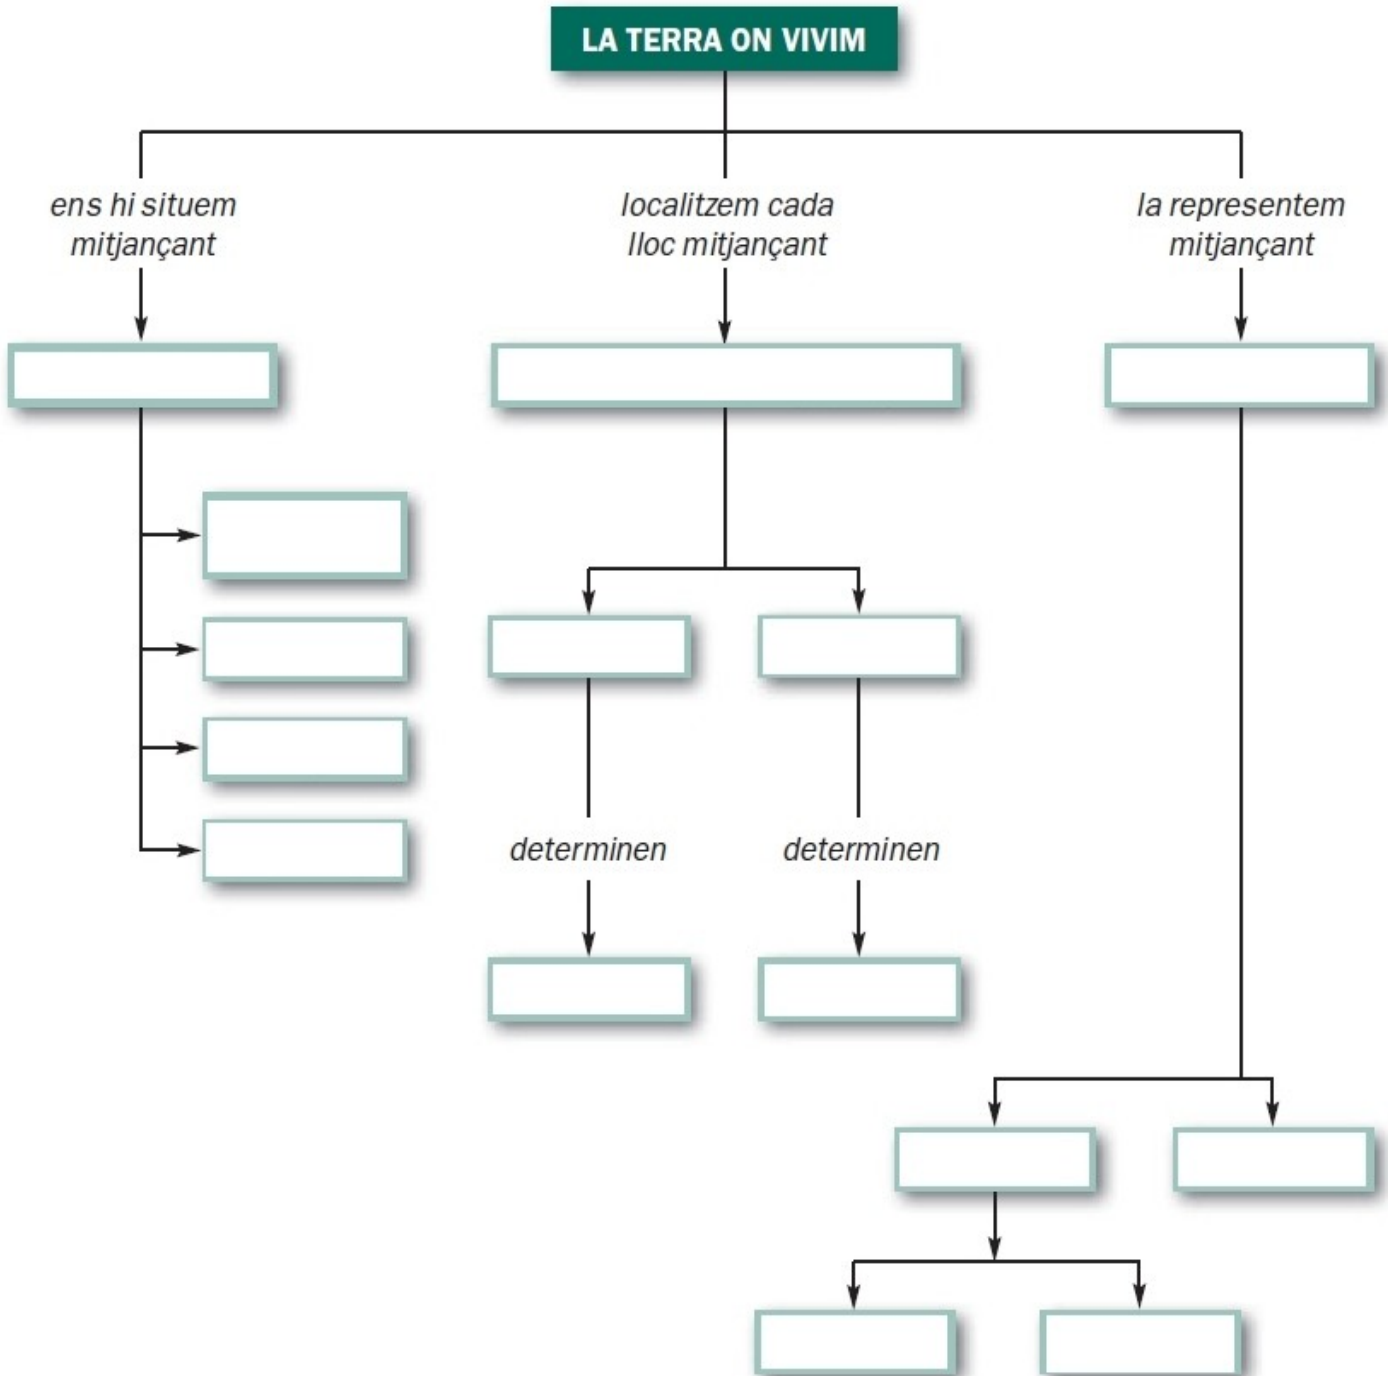 LA TERRA ON VIVIM
ens hi situem
mitjançant
localitzem cada
lloc mitjançant
la representem
mitjançant
determinen
determinen